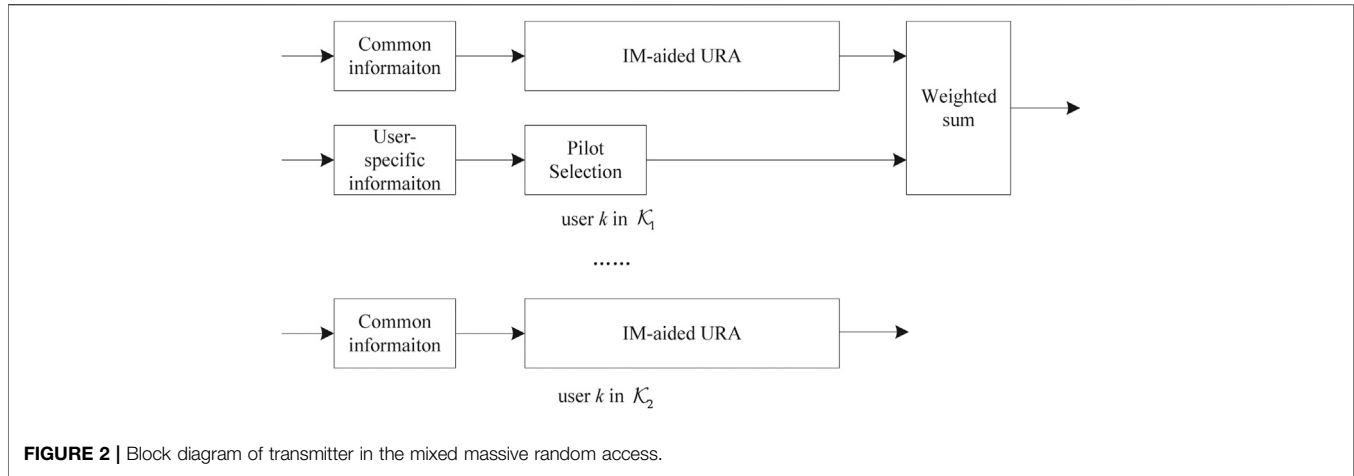 Common
informaiton
IM-aided URA
Weighted
sum
User-
specific
informaiton
Pilot
Selection
user k in 𝒦₁
......
Common
informaiton
IM-aided URA
user k in 𝒦₂
FIGURE 2 | Block diagram of transmitter in the mixed massive random access.